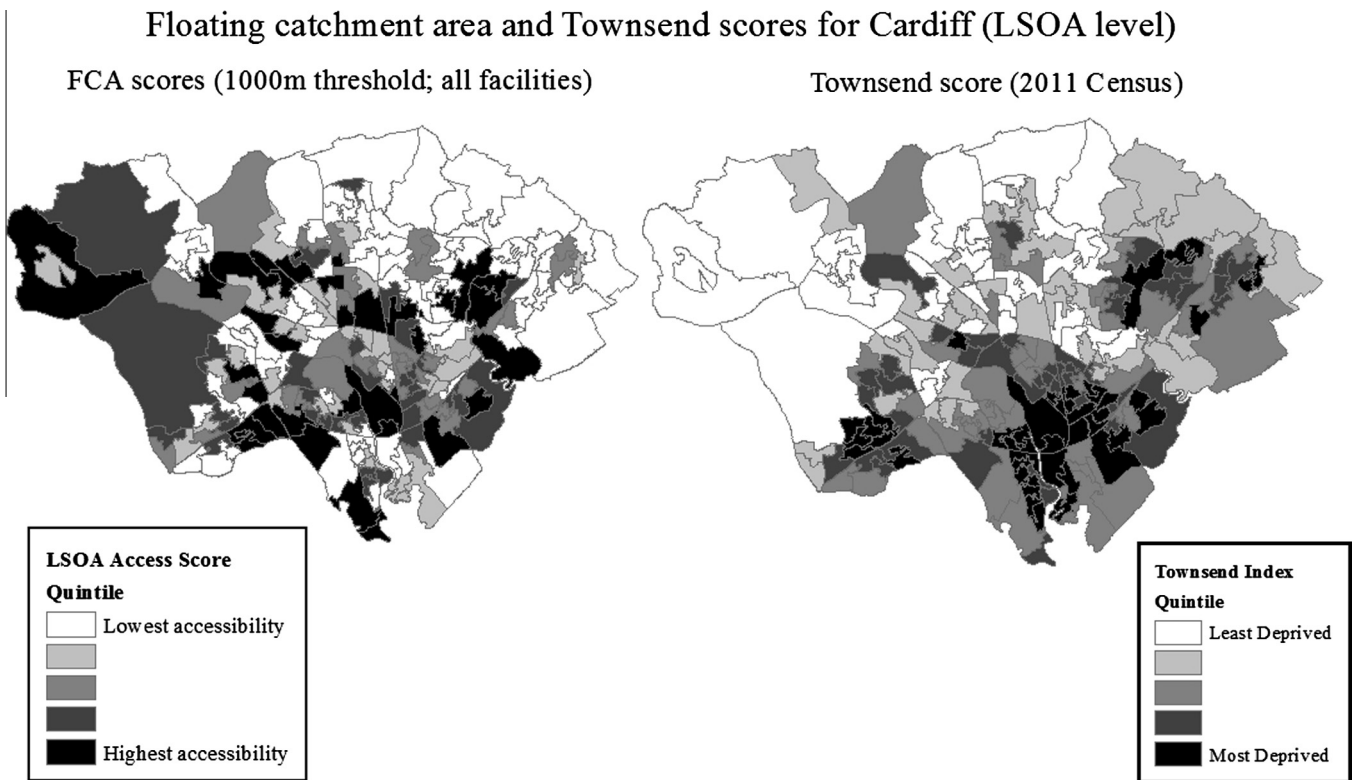 Floating catchment area and Townsend scores for Cardiff (LSOA level)
FCA scores (1000m threshold; all facilities)
Townsend score (2011 Census)
LSOA Access Score
Quintile
Lowest accessibility
Highest accessibility
Townsend Index
Quintile
Least Deprived
Most Deprived